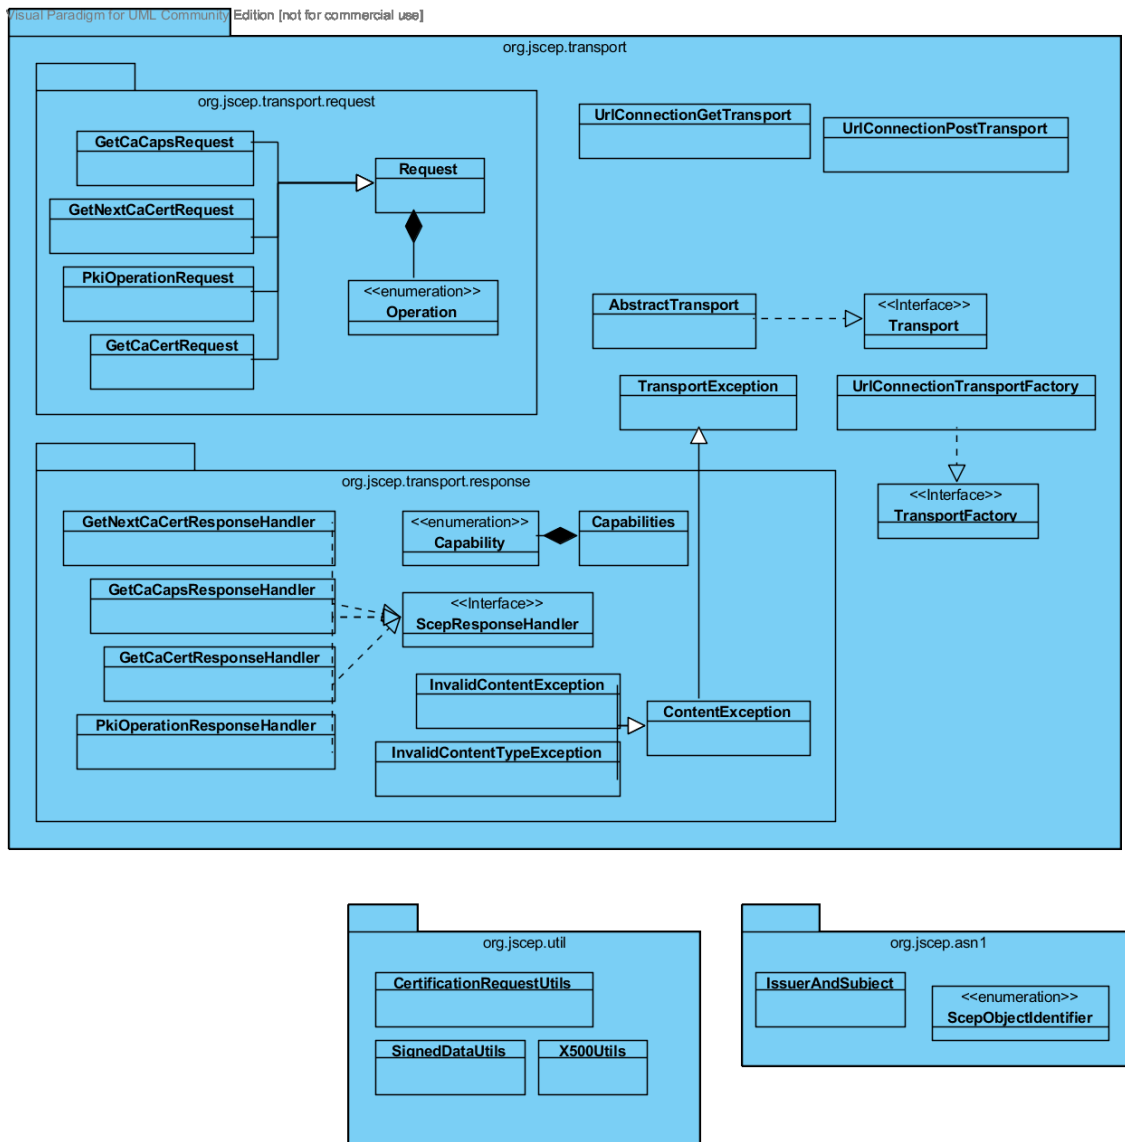 Visual Paradigm for UML Community Edition [not for commercial use]
org.jscep.transport
org.jscep.transport.request
GetCaCapsRequest
GetNextCaCertRequest
PkiOperationRequest
GetCaCertRequest
Request
<<enumeration>>
Operation
UrlConnectionGetTransport
UrlConnectionPostTransport
AbstractTransport
<<Interface>>
Transport
TransportException
UrlConnectionTransportFactory
<<Interface>>
TransportFactory
org.jscep.transport.response
GetNextCaCertResponseHandler
GetCaCapsResponseHandler
GetCaCertResponseHandler
PkiOperationResponseHandler
<<enumeration>>
Capability
Capabilities
<<Interface>>
ScepResponseHandler
InvalidContentException
InvalidContentTypeException
ContentException
org.jscep.util
CertificationRequestUtils
SignedDataUtils
X500Utils
org.jscep.asn1
IssuerAndSubject
<<enumeration>>
ScepObjectIdentifier